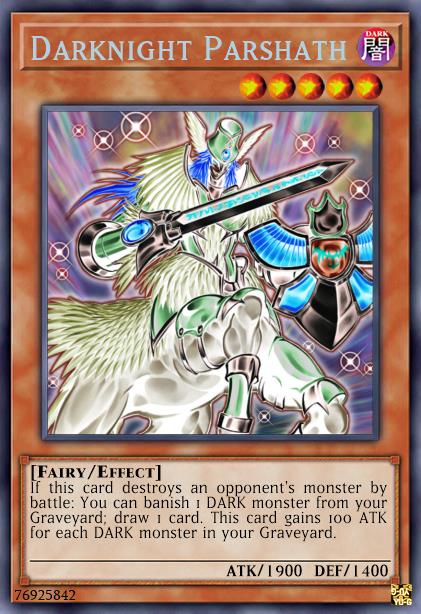 DARKNIGHT PARSHATH
DARK
闇
[FAIRY/EFFECT]
If this card destroys an opponent's monster by
battle: You can banish 1 DARK monster from your
Graveyard; draw 1 card. This card gains 100 ATK
for each DARK monster in your Graveyard.
ATK/1900 DEF/1400
76925842